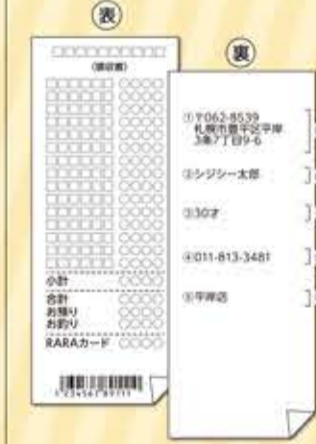 表
(領収書)
小計
合計
お預り
お釣り
RARAカード
123456789111
裏
①〒062-8539
札幌市豊平区平岸
3条7丁目9-6
②シジシー太郎
③30才
④011-813-3481
⑤平岸店